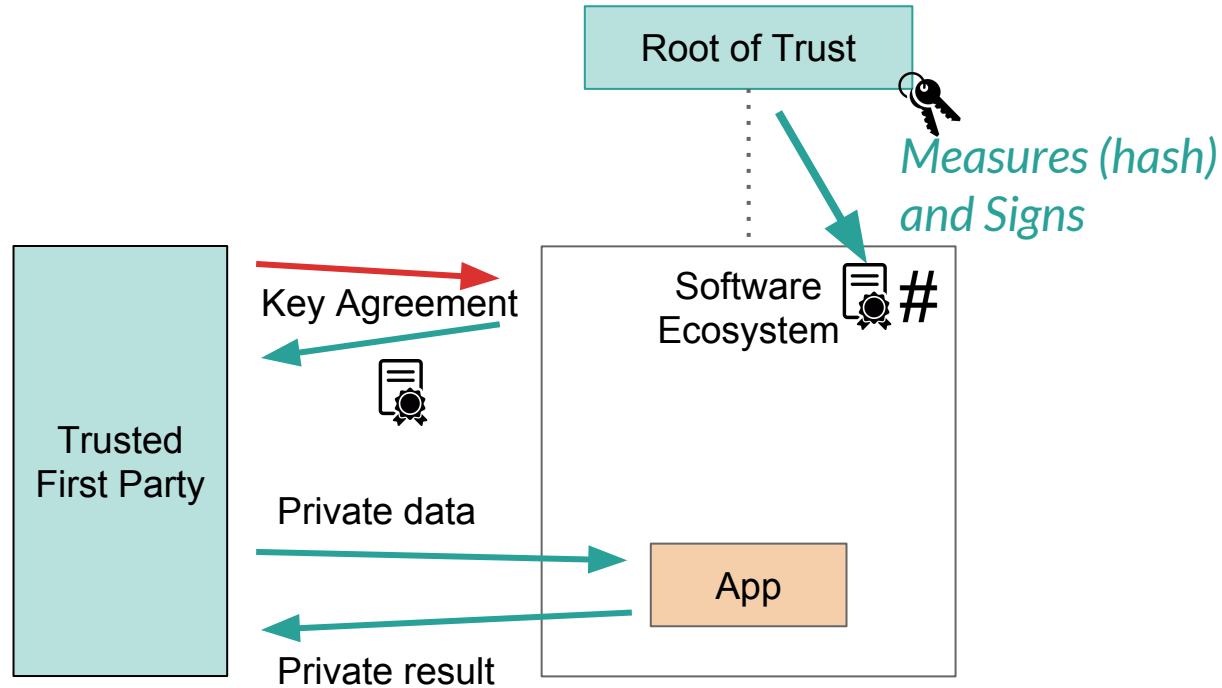 Root of Trust
Measures (hash)
and Signs
Key Agreement
Software
Ecosystem
#
Trusted
First Party
Private data
App
Private result